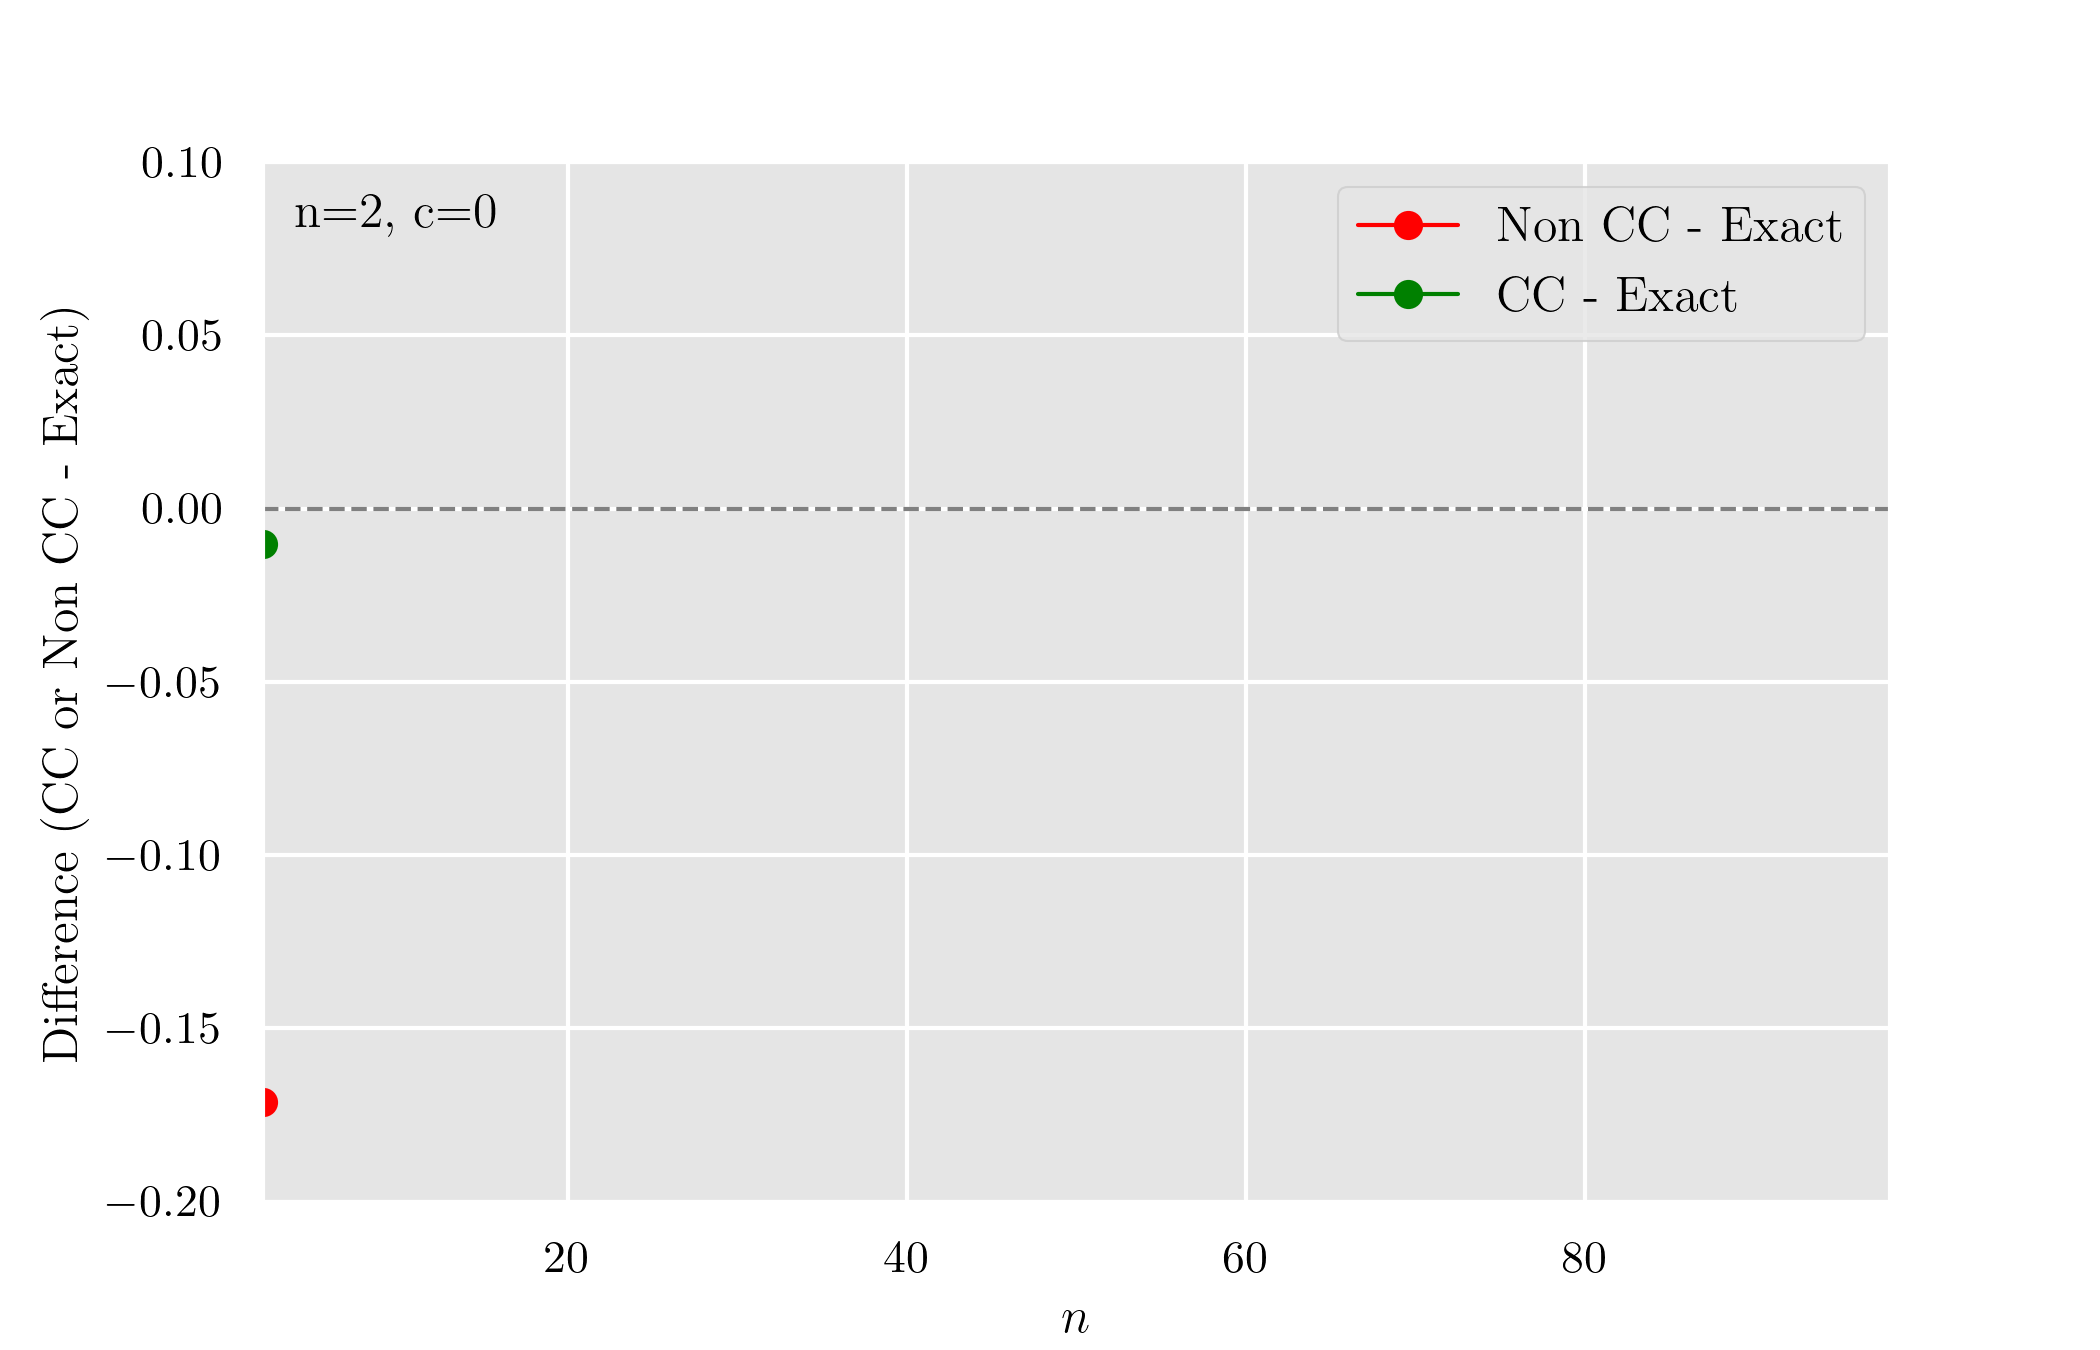 0.10
0.05
0.00
−0.05
−0.10
−0.15
−0.20
Difference (CC or Non CC - Exact)
n=2, c=0
Non CC - Exact
CC - Exact
20 40 60 80
n